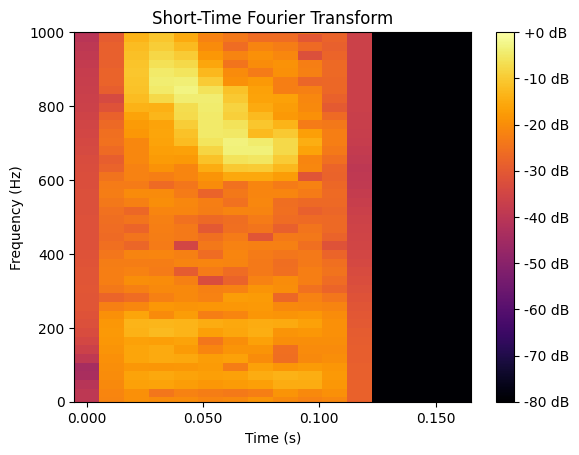 Short-Time Fourier Transform
1000
800
600
400
200
0
Frequency (Hz)
0.000
0.050
0.100
0.150
Time (s)
+0 dB
-10 dB
-20 dB
-30 dB
-40 dB
-50 dB
-60 dB
-70 dB
-80 dB